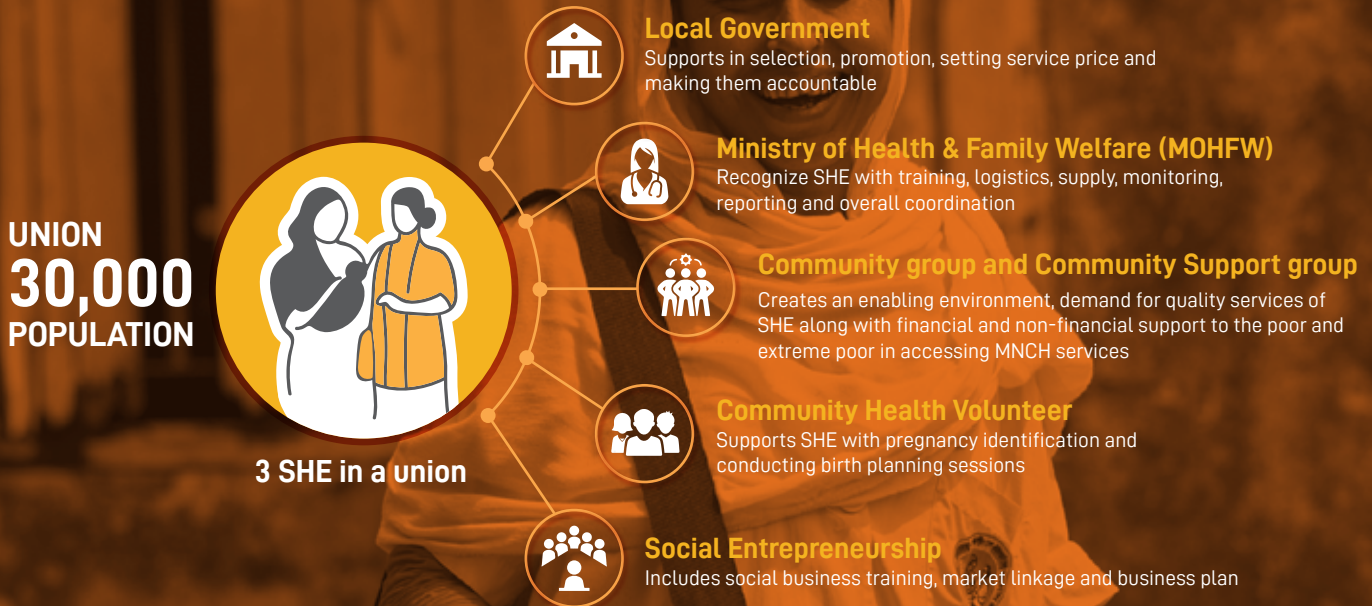 UNION
30,000
POPULATION
3 SHE in a union
Local Government
Supports in selection, promotion, setting service price and
making them accountable
Ministry of Health & Family Welfare (MOHFW)
Recognize SHE with training, logistics, supply, monitoring,
reporting and overall coordination
Community group and Community Support group
Creates an enabling environment, demand for quality services of
SHE along with financial and non-financial support to the poor and
extreme poor in accessing MNCH services
Community Health Volunteer
Supports SHE with pregnancy identification and
conducting birth planning sessions
Social Entrepreneurship
Includes social business training, market linkage and business plan